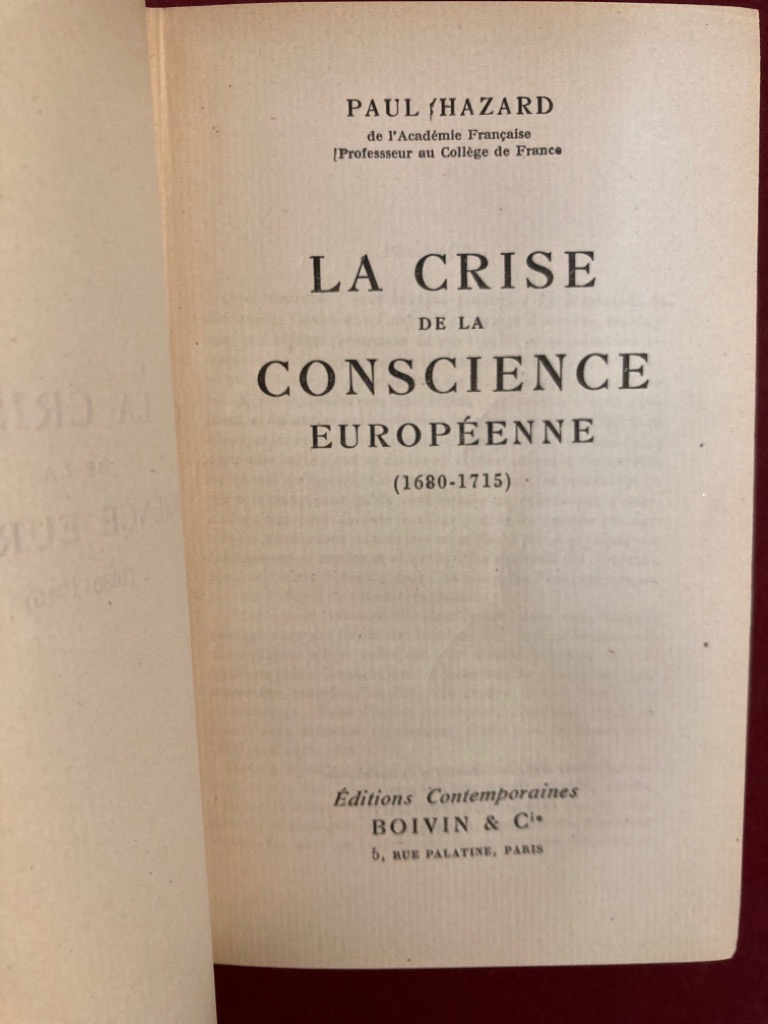 PAUL HAZARD
de l'Académie Française
Professseur au Collège de France
LA CRISE
DE LA
CONSCIENCE
EUROPÉENNE
(1680-1715)
Éditions Contemporaines
BOIVIN & Cie
5, RUE PALATINE, PARIS